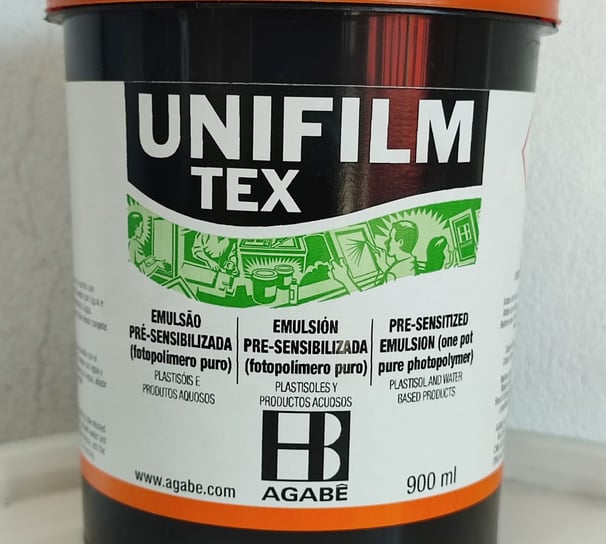 UNIFILM
TEX
EMULSÃO
PRÉ-SENSIBILIZADA
(fotopolímero puro)
PLASTISÓIS E
PRODUTOS AQUOSOS
EMULSIÓN
PRE-SENSIBILIZADA
(fotopolímero puro)
PLASTISOLES Y
PRODUCTOS ACUOSOS
PRE-SENSITIZED
EMULSION (one pot
pure photopolymer)
PLASTISOL AND WATER
BASED PRODUCTS
HB
www.agabe.com
AGABÊ
900 ml